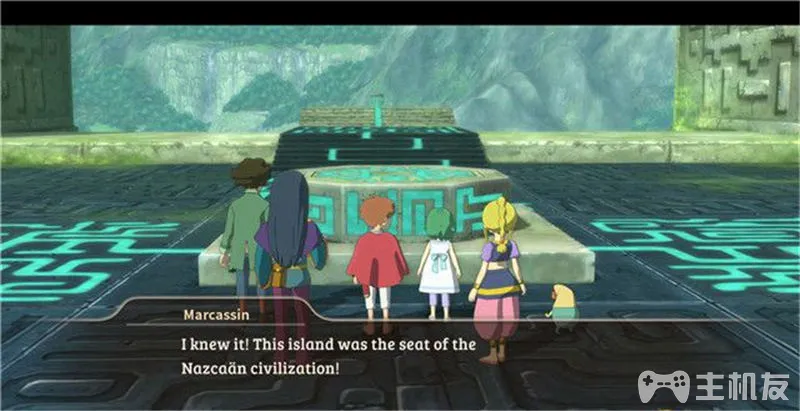 Marcassin
I knew it! This island was the seat of the
Nazcaän civilization!
主机友